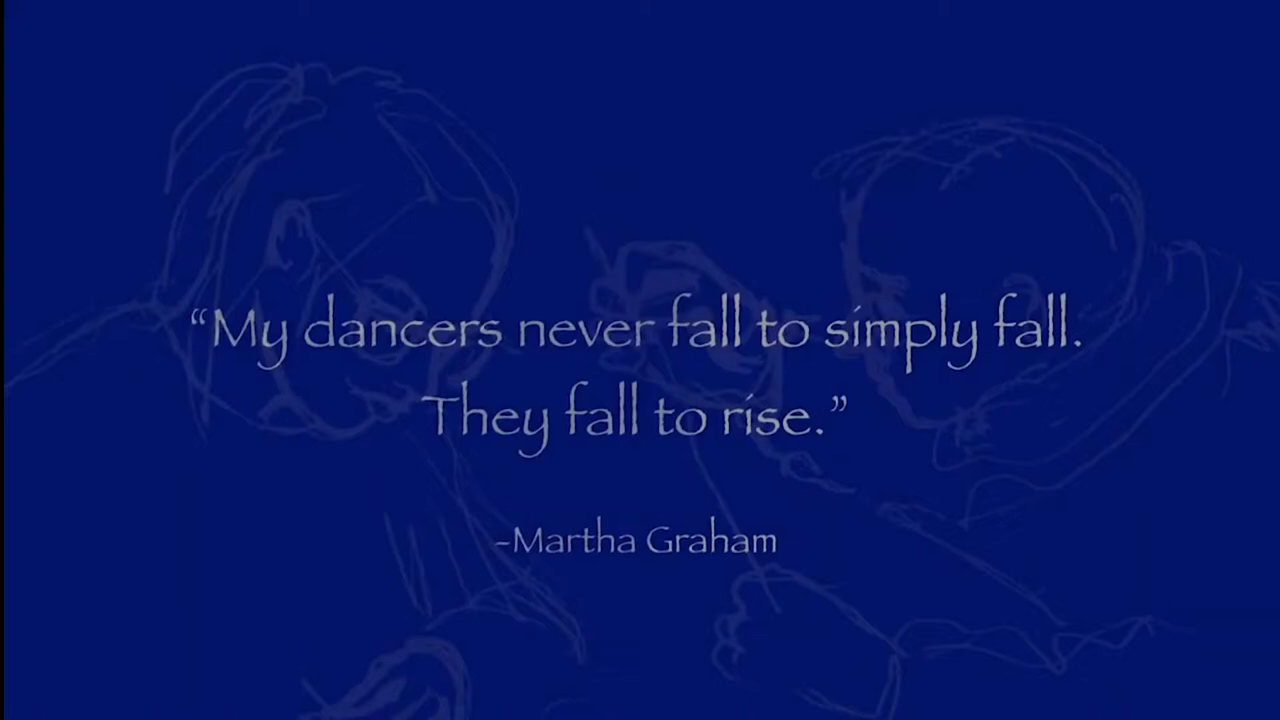 “My dancers never fall to simply fall.
They fall to rise.”
-Martha Graham